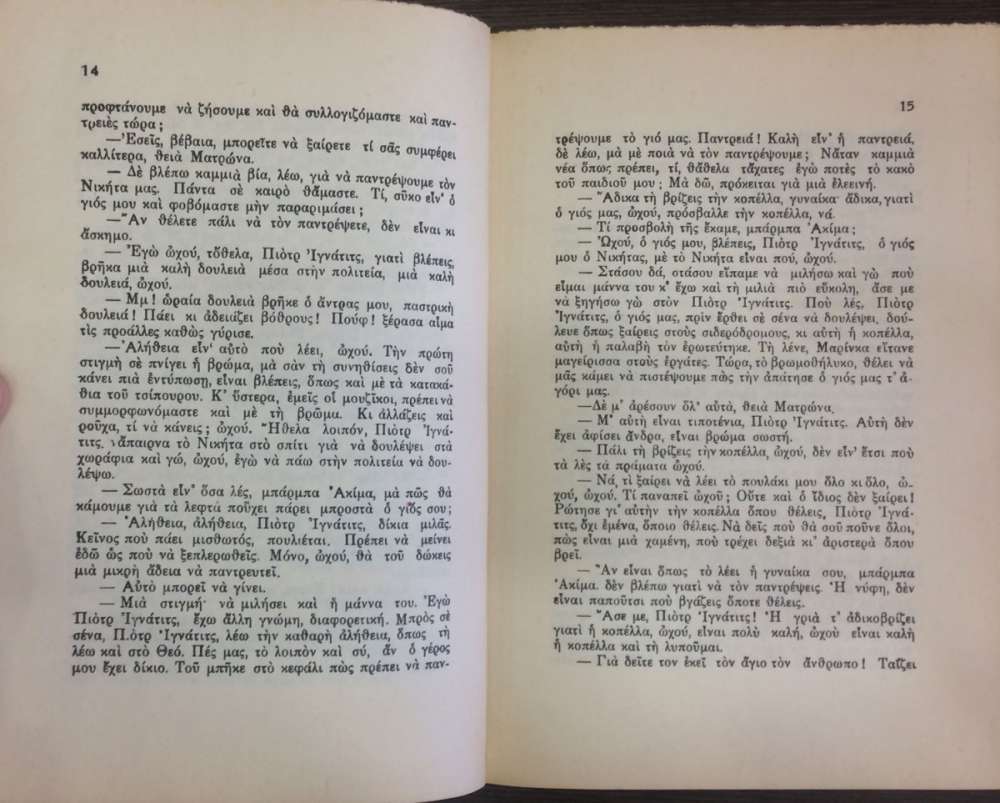 14
προφτάνουμε νὰ ζήσουμε καὶ θὰ συλλογιζόμαστε καὶ παν-
τρειὲς τώρα;
—Ἐσεῖς, βέβαια, μπορεῖτε νὰ ξαίρετε τί σᾶς συμφέρει
καλλίτερα, θειὰ Ματρώνα.
— Δὲ βλέπω καμμιὰ βία, λέω, γιὰ νὰ παντρέψουμε τὸν
Νικήτα μας. Πάντα σὲ καιρὸ θἄμαστε. Τί, σῦκο εἶν' ὁ
γιός μου καὶ φοβόμαστε μὴν παραριμάσει;
—Ἂν θέλετε πάλι νὰ τὸν παντρέψετε, δὲν εἶναι κι
ἄσκημο.
— Ἐγὼ ὠχού, τὄθελα, Πιότρ Ἰγνάτιτς, γιατὶ βλέπεις,
βρῆκα μιὰ καλὴ δουλειὰ μέσα στὴν πολιτεία, μιὰ καλὴ
δουλειά, ὠχού.
— Μμ! ὡραία δουλειὰ βρῆκε ὁ ἄντρας μου, παστρικὴ
δουλειά! Πάει κι ἀδειάζει βόθρους! Πούφ! ξέρασα αἷμα
τὶς προάλλες καθὼς γύρισε.
—Ἀλήθεια εἶν' αὐτὸ ποὺ λέει, ὠχού. Τὴν πρώτη
στιγμὴ σὲ πνίγει ἡ βρώμα, μὰ σὰν τὴ συνηθίσεις δὲν σοῦ
κάνει πιὰ ἐντύπωση, εἶναι βλέπεις, ὅπως καὶ μὲ τὰ κατακά-
θια τοῦ τσίπουρου. Κ' ὕστερα, ἐμεῖς οἱ μουζίκοι, πρέπει νὰ
συμμορφωνόμαστε καὶ μὲ τὴ βρῶμα. Κι ἀλλάζεις καὶ
ροῦχα, τί νὰ κάνεις; ὠχού. Ἤθελα λοιπόν, Πιότρ Ἰγνά-
τιτς, νἄπαιρνα τὸ Νικήτα στὸ σπίτι γιὰ νὰ δουλέψει στὰ
χωράφια καὶ γώ, ὠχού, ἐγὼ νὰ πάω στὴν πολιτεία νὰ δου-
λέψω.
— Σωστὰ εἶν' ὅσα λές, μπάρμπα Ἀκίμα, μὰ πῶς θὰ
κάμουμε γιὰ τὰ λεφτὰ ποὔχει πάρει μπροστὰ ὁ γιός σου;
— Ἀλήθεια, ἀλήθεια, Πιὸτρ Ἰγνάτιτς, δίκια μιλᾶς.
Κεῖνος ποὺ πάει μισθωτός, πουλιέται. Πρέπει νὰ μείνει
ἐδῶ ὥς ποὺ νὰ ξεπλερωθεῖς. Μόνο, ὠχού, θὰ τοῦ δώκεις
μιὰ μικρὴ ἄδεια νὰ παντρευτεῖ.
— Αὐτὸ μπορεῖ νὰ γίνει.
— Μιὰ στιγμή· νὰ μιλήσει καὶ ἡ μάννα του. Ἐγὼ
Πιότρ Ἰγνάτιτς, ἔχω ἄλλη γνώμη, διαφορετική. Μπρὸς σὲ
σένα, Π.ότρ Ἰγνάτιτς, λέω τὴν καθαρὴ ἀλήθεια, ὅπως τὴ
λέω καὶ στὸ Θεό. Πές μας, τὸ λοιπὸν καὶ σύ, ἂν ὁ γέρος
μου ἔχει δίκιο. Τοῦ μπῆκε στὸ κεφάλι πὼς πρέπει νὰ παν-
15
τρέψουμε τὸ γιό μας. Παντρειά! Καλὴ εἶν' ἡ παντρειά,
δὲ λέω, μὰ μὲ ποιὰ νὰ τὸν παντρέψουμε; Νἄταν καμμιὰ
νέα ὅπως πρέπει, τί, θἄθελα τἄχατες ἐγὼ ποτὲς τὸ κακὸ
τοῦ παιδιοῦ μου; Μὰ δῶ, πρόκειται γιὰ μιὰ ἐλεεινή.
—Ἄδικα τὴ βρίζεις τὴν κοπέλλα, γυναίκα· ἄδικα, γιατὶ
ὁ γιός μας, ὠχού, πρόσβαλλε τὴν κοπέλλα, νά.
— Τί προσβολὴ τῆς ἔκαμε, μπάρμπα Ἀκίμα;
— Ὠχού, ὁ γιός μου, βλέπεις, Πιὸτρ Ἰγνάτιτς, ὁ γιός
μου ὁ Νικήτας, μὲ τὸ Νικήτα εἶναι πού, ὠχού.
— Στάσου δά, στάσου εἴπαμε νὰ μιλήσω καὶ γὼ ποὺ
εἶμαι μάννα του κ' ἔχω καὶ τὴ μιλιὰ πιὸ εὔκολη, ἄσε με
νὰ ξηγήσω γὼ στὸν Πιὸτρ Ἰγνάτιτς. Ποὺ λές, Πιὸτρ
Ἰγνάτιτς, ὁ γιός μας, πρὶν ἔρθει σὲ σένα νὰ δουλέψει, δού-
λευε ὅπως ξαίρεις στοὺς σιδερόδρομους, κι αὐτὴ ἡ κοπέλλα,
αὐτὴ ἡ παλαβὴ τὸν ἐρωτεύτηκε. Τὴ λένε, Μαρίνκα εἴτανε
μαγείρισσα στοὺς ἐργάτες. Τώρα, τὸ βρωμοθήλυκο, θέλει νὰ
μᾶς κάμει νὰ πιστέψουμε πὼς τὴν ἀπάτησε ὁ γιός μας τ' ἀ-
γόρι μας.
—Δὲ μ' ἀρέσουν ὅλ' αὐτά, θειὰ Ματρώνα.
— Μ' αὐτὴ εἶναι τιποτένια, Πιὸτρ Ἰγνάτιτς. Αὐτὴ δὲν
ἔχει ἀφίσει ἄνδρα, εἶναι βρώμα σωστή.
— Πάλι τὴ βρίζεις τὴν κοπέλλα, ὠχού, δὲν εἶν' ἔτσι ποὺ
τὰ λὲς τὰ πράματα ὠχού.
— Νά, τὶ ξαίρει νὰ λέει τὸ πουλάκι μου ὅλο κι ὅλο, ὠ-
χού, ὠχού. Τί παναπεῖ ὠχού; Οὔτε καὶ ὁ ἴδιος δὲν ξαίρει!
Ρώτησε γι' αὐτὴν τὴν κοπέλλα ὅπου θέλεις, Πιὸτρ Ἰγνά-
τιτς, ὄχι ἐμένα, ὅποιο θέλεις. Νὰ δεῖς ποὺ θὰ σοῦ ποῦνε ὅλοι,
πὼς εἶναι μιὰ χαμένη, ποὺ τρέχει δεξιὰ κι' ἀριστερὰ ὅπου
βρεῖ.
— Ἂν εἶναι ὅπως τὸ λέει ἡ γυναίκα σου, μπάρμπα
Ἀκίμα. δὲν βλέπω γιατὶ νὰ τὸν παντρέψεις. Ἡ νύφη, δὲν
εἶναι παπούτσι ποὺ βγάζεις ὅποτε θέλεις.
— Ἄσε με, Πιὸτρ Ἰγνάτιτς! Ἡ γριὰ τ' ἀδικοβρίζει
γιατὶ ἡ κοπέλλα, ὠχού, εἶναι πολὺ καλή, ὠχοὺ εἶναι καλὴ
ἡ κοπέλλα καὶ τὴ λυποῦμαι.
— Γιὰ δεῖτε τον ἐκεῖ τὸν ἅγιο τὸν ἄνθρωπο! Ταΐζει